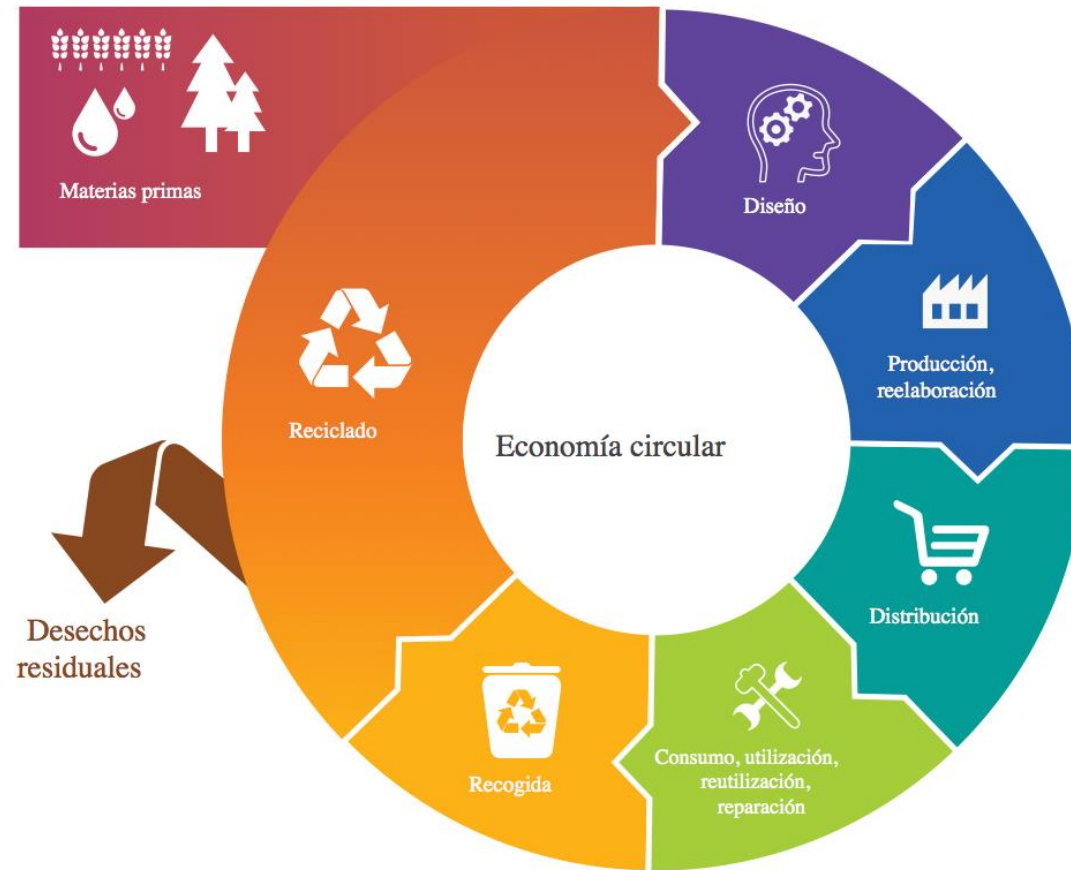 Materias primas
Diseño
Producción,
reelaboración
Reciclado
Economía circular
Distribución
Desechos
residuales
Consumo, utilización,
reutilización,
reparación
Recogida